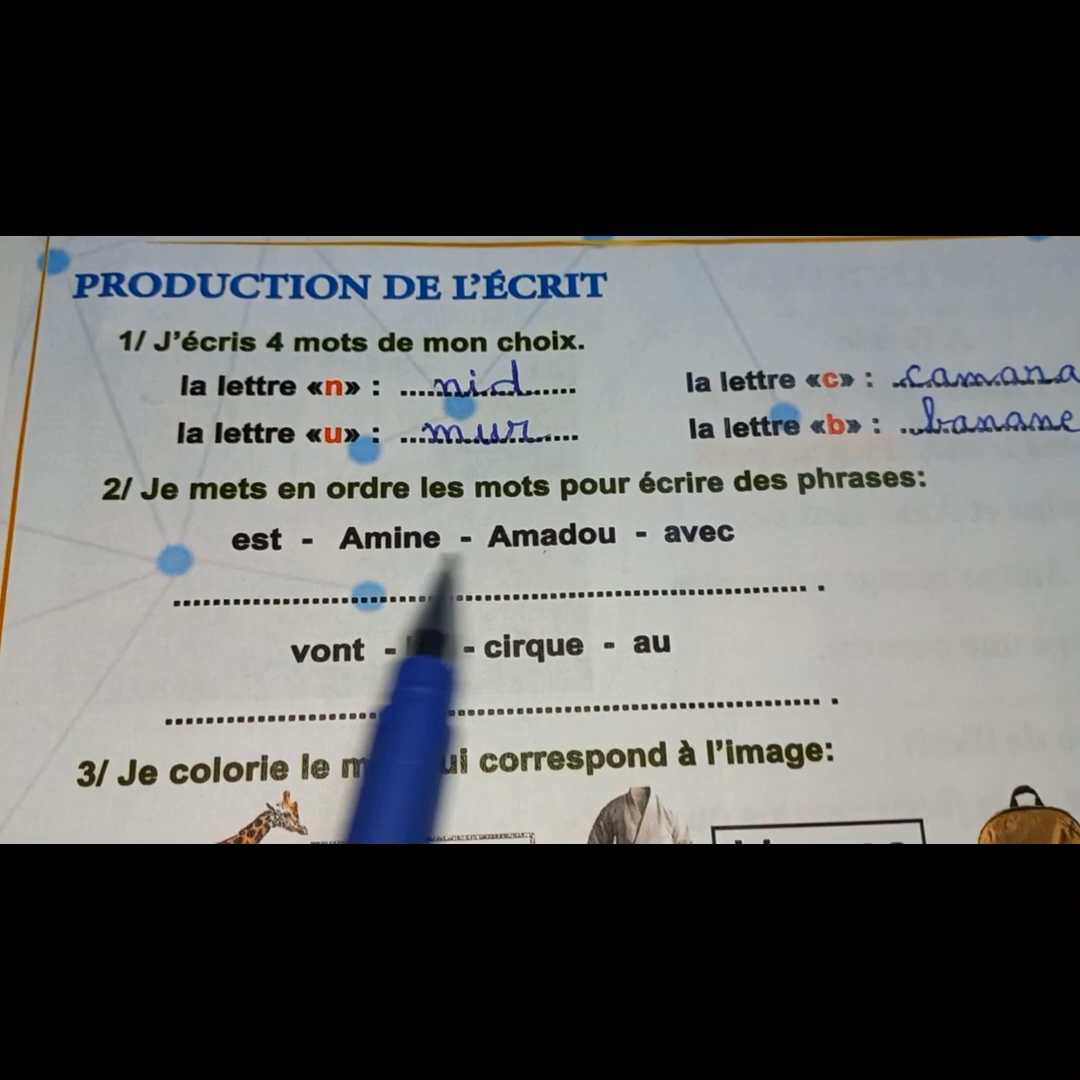 PRODUCTION DE L'ÉCRIT
1/ J'écris 4 mots de mon choix.
la lettre «n» : ....nid...... la lettre «c» : ..camana
la lettre «u» : ...mur.... la lettre «b» : ..banane
2/ Je mets en ordre les mots pour écrire des phrases:
est - Amine - Amadou - avec
vont - - cirque - au
3/ Je colorie le correspond à l'image: